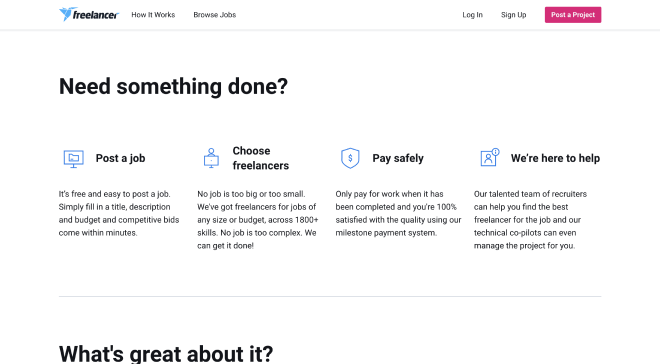 freelancer
How It Works
Browse Jobs
Log In
Sign Up
Post a Project
Need something done?
Post a job
It's free and easy to post a job.
Simply fill in a title, description
and budget and competitive bids
come within minutes.
Choose
freelancers
No job is too big or too small.
We've got freelancers for jobs of
any size or budget, across 1800+
skills. No job is too complex. We
can get it done!
Pay safely
Only pay for work when it has
been completed and you're 100%
satisfied with the quality using our
milestone payment system.
We're here to help
Our talented team of recruiters
can help you find the best
freelancer for the job and our
technical co-pilots can even
manage the project for you.
What's great about it?